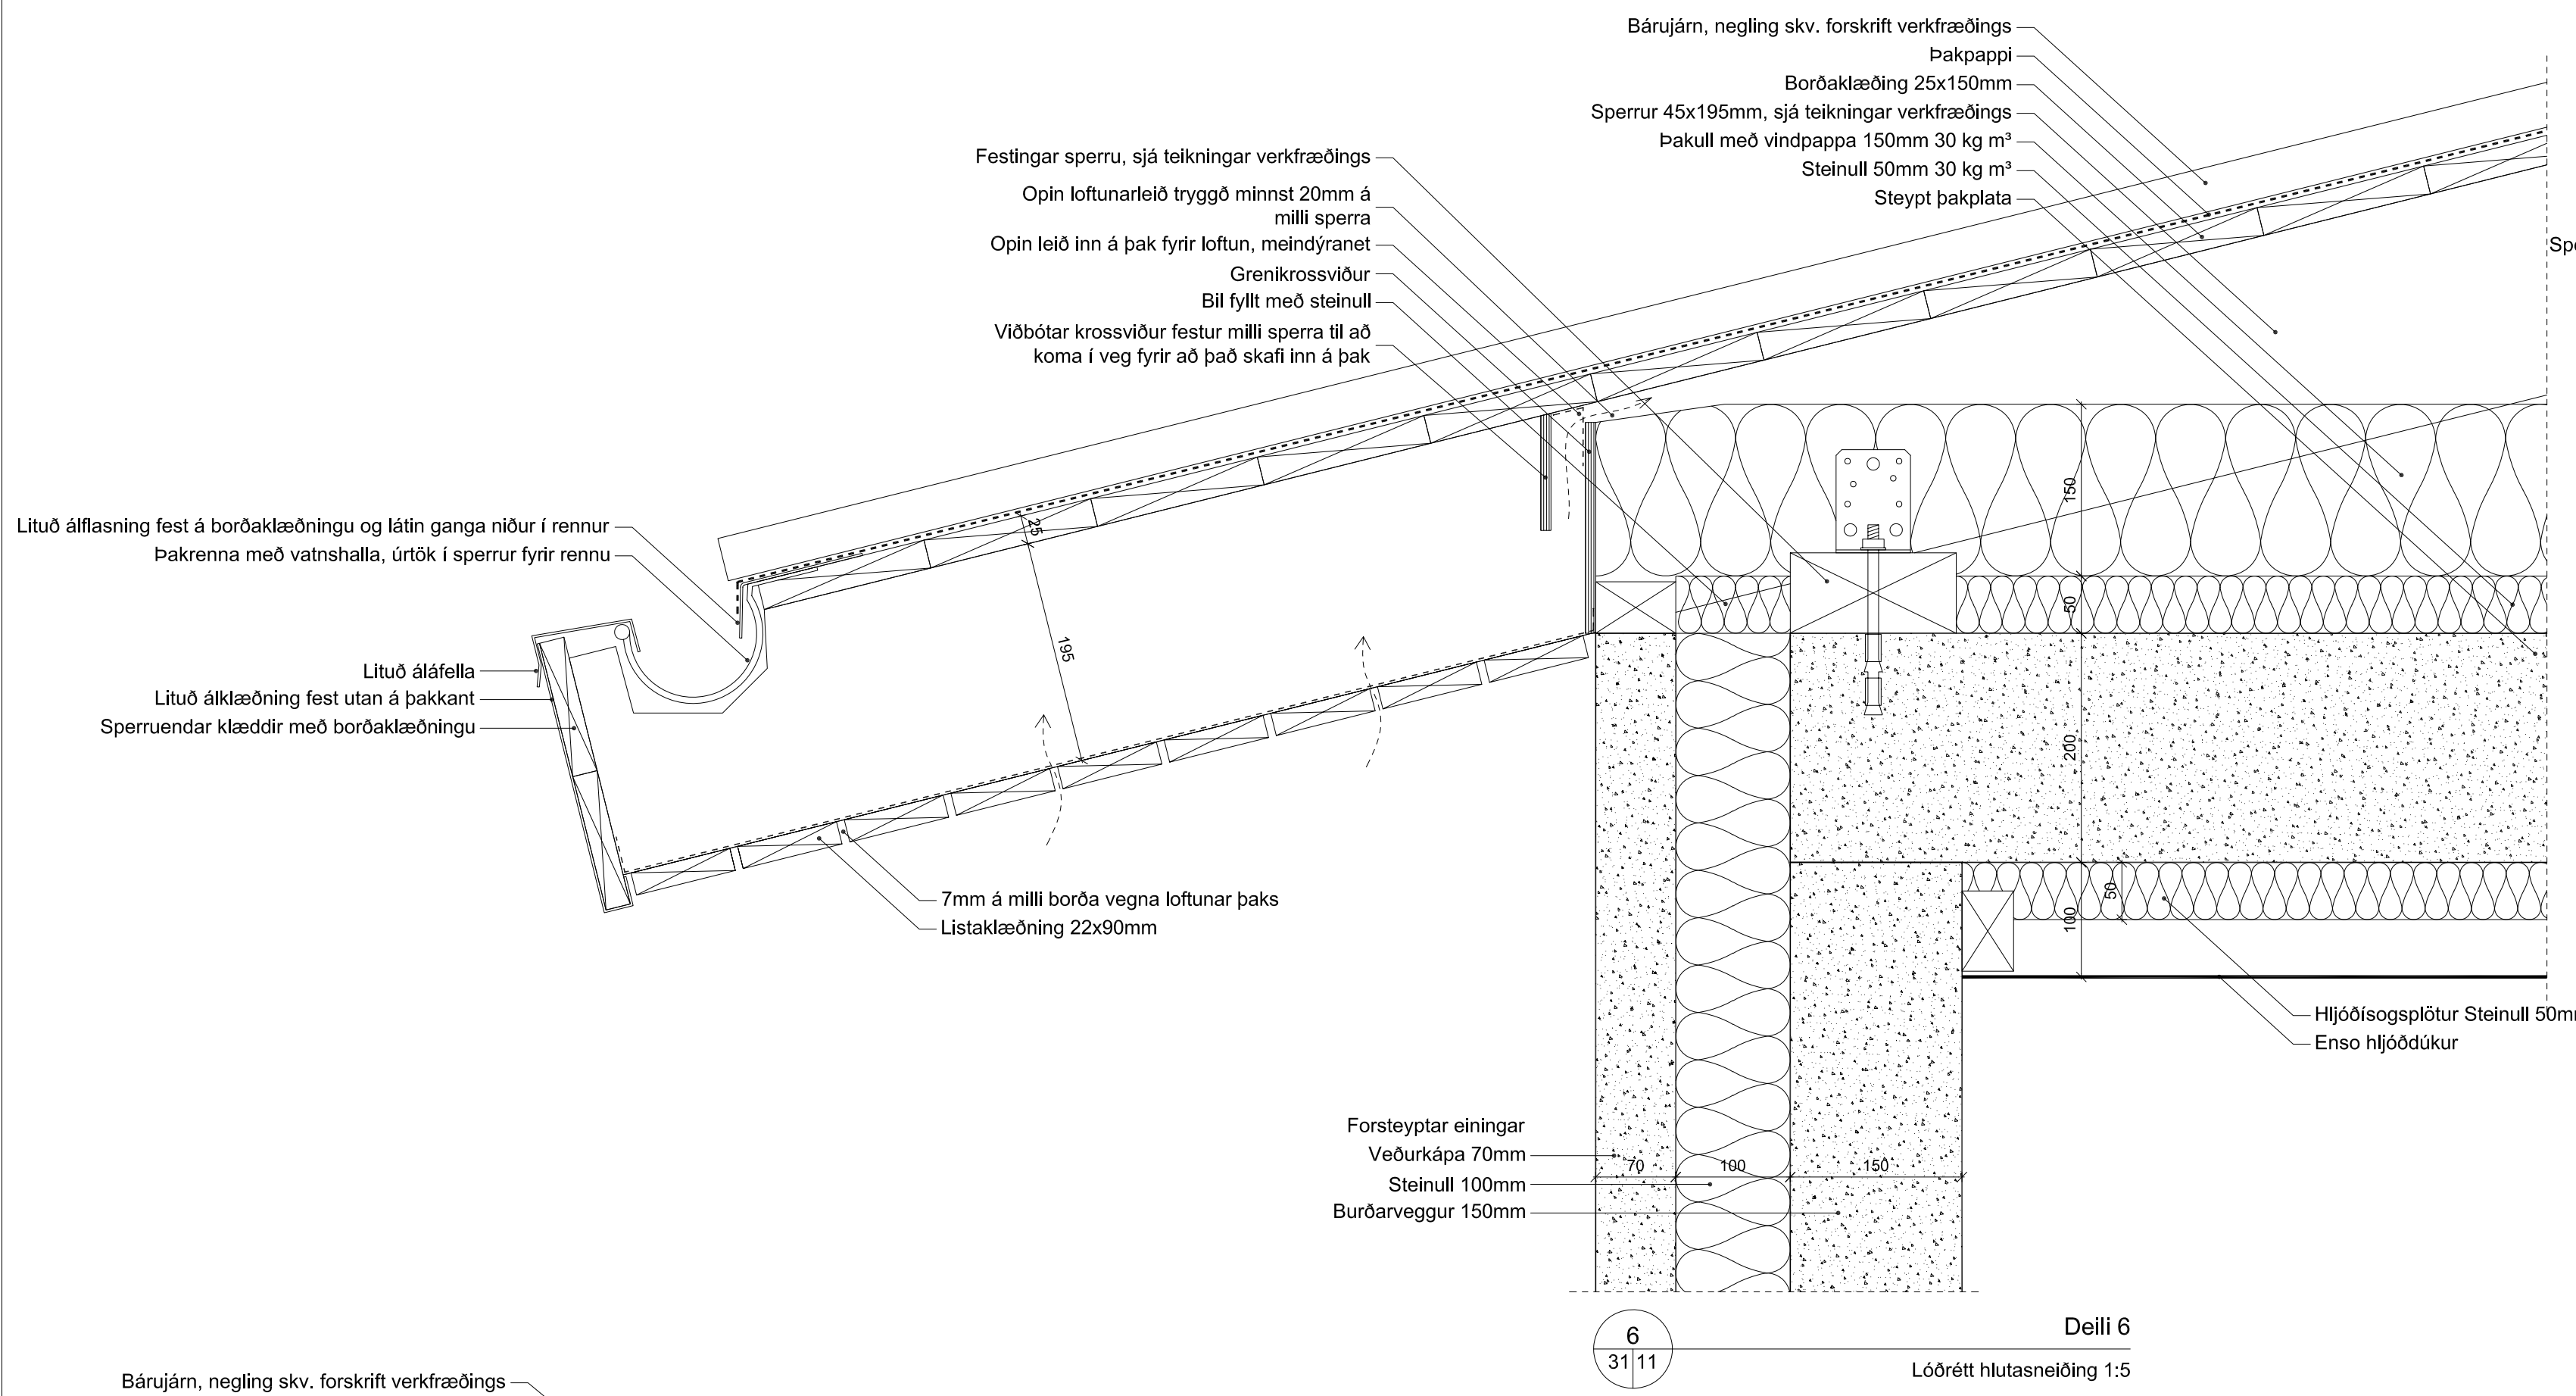 Bárujárn, negling skv. forskrift verkfræðings
Þakpappi
Borðaklæðing 25x150mm
Sperrur 45x195mm, sjá teikningar verkfræðings
Þakull með vindpappa 150mm 30 kg m³
Steinull 50mm 30 kg m³
Steypt þakplata
Festingar sperru, sjá teikningar verkfræðings
Opin loftunarleið tryggð minnst 20mm á
milli sperra
Opin leið inn á þak fyrir loftun, meindýranet
Grenikrossviður
Bil fyllt með steinull
Viðbótar krossviður festur milli sperra til að
koma í veg fyrir að það skafi inn á þak
Lituð álflasning fest á borðaklæðningu og látin ganga niður í rennur
Þakrenna með vatnshalla, úrtök í sperrur fyrir rennu
Lituð áláfella
Lituð álklæðning fest utan á þakkant
Sperruendar klæddir með borðaklæðningu
25
195
150
50
200
50
100
7mm á milli borða vegna loftunar þaks
Listaklæðning 22x90mm
Hljóðísogsplötur Steinull 50m
Enso hljóðdúkur
Forsteyptar einingar
Veðurkápa 70mm
Steinull 100mm
Burðarveggur 150mm
70
100
150
6
31 11
Deili 6
Lóðrétt hlutasneiðing 1:5
Bárujárn, negling skv. forskrift verkfræðings